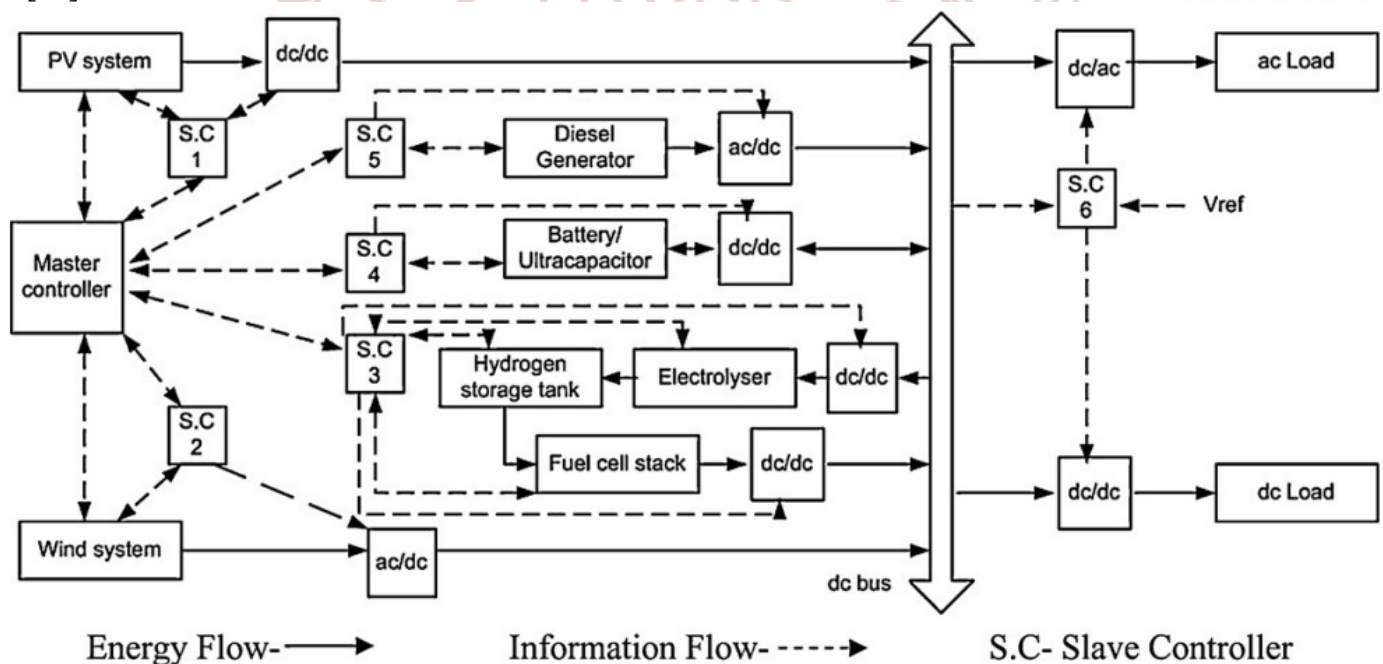 PV system
dc/dc
dc/ac
ac Load
S.C
1
S.C
5
Diesel
Generator
ac/dc
S.C
6
Vref
Master
controller
S.C
4
Battery/
Ultracapacitor
dc/dc
S.C
3
Hydrogen
storage tank
Electrolyser
dc/dc
S.C
2
Fuel cell stack
dc/dc
dc/dc
dc Load
Wind system
ac/dc
dc bus
Energy Flow-
Information Flow-
S.C- Slave Controller